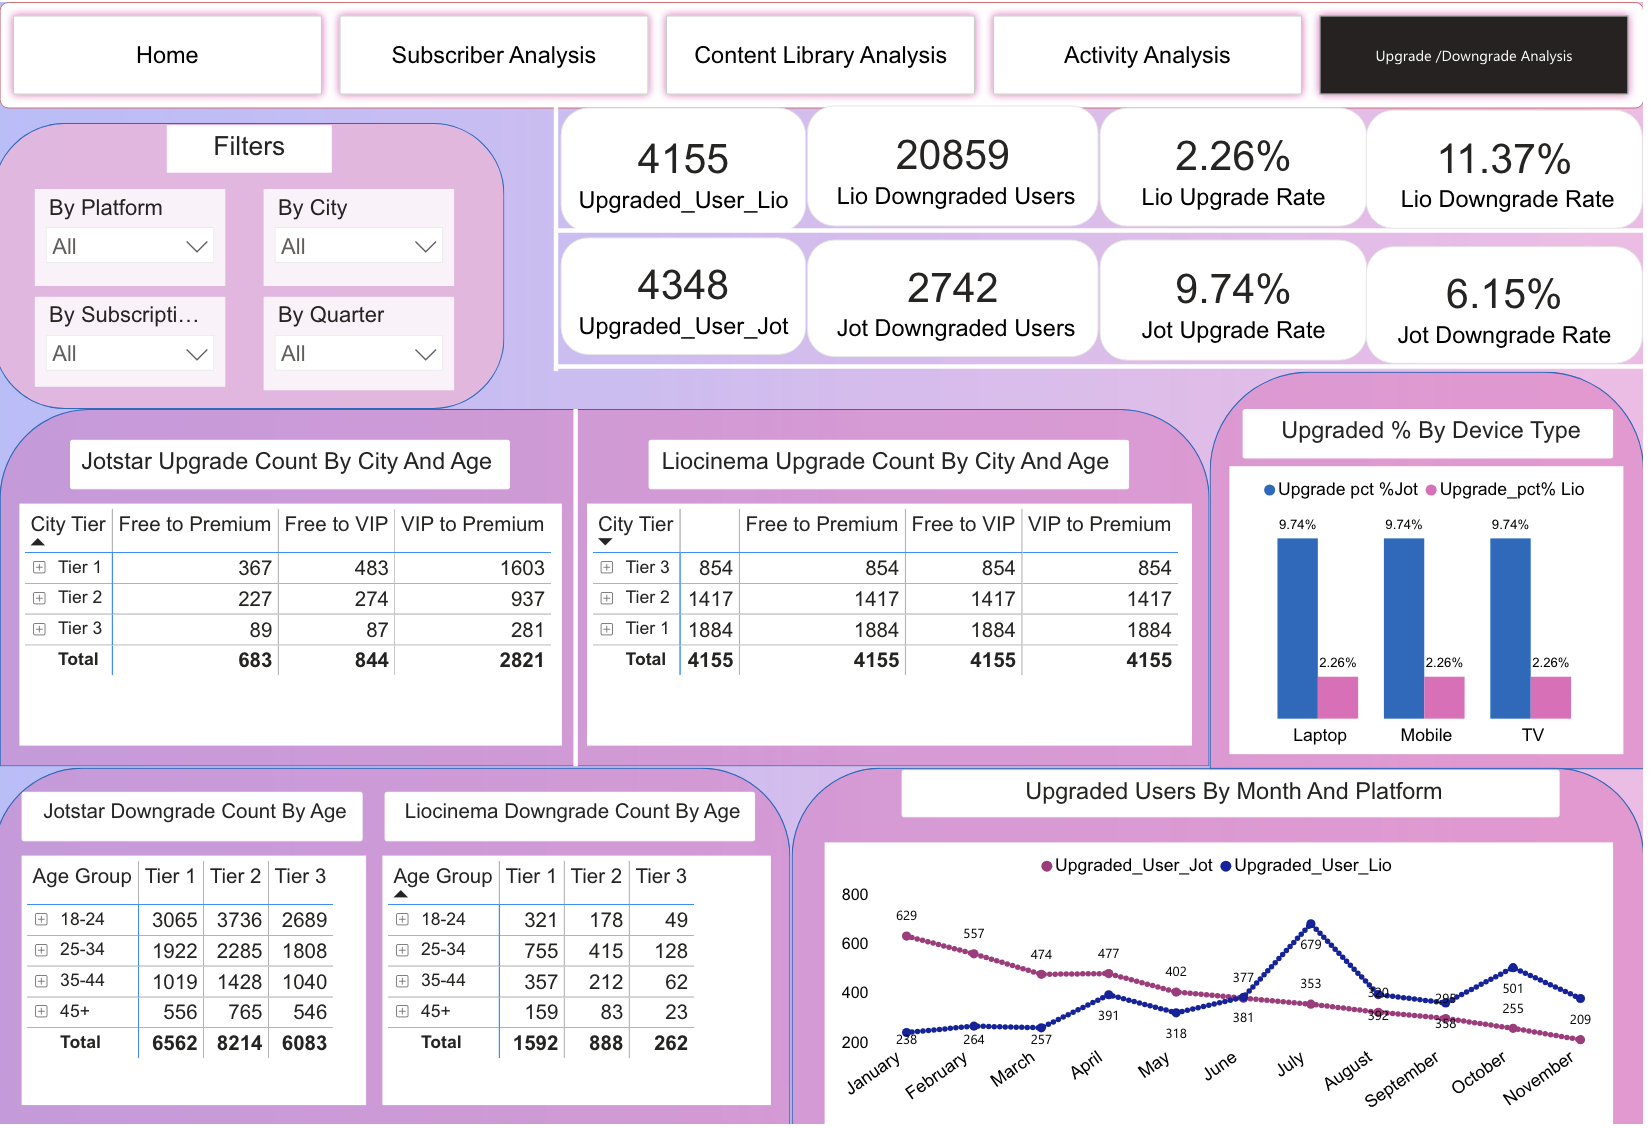 Home
Subscriber Analysis
Content Library Analysis
Activity Analysis
Upgrade /Downgrade Analysis
Filters
By Platform
All
By City
All
By Subscripti...
All
By Quarter
All
4155
Upgraded_User_Lio
20859
Lio Downgraded Users
2.26%
Lio Upgrade Rate
11.37%
Lio Downgrade Rate
4348
Upgraded_User_Jot
2742
Jot Downgraded Users
9.74%
Jot Upgrade Rate
6.15%
Jot Downgrade Rate
Jotstar Upgrade Count By City And Age
City Tier Free to Premium Free to VIP VIP to Premium
Tier 1 367 483 1603
Tier 2 227 274 937
Tier 3 89 87 281
Total 683 844 2821
Liocinema Upgrade Count By City And Age
City Tier Free to Premium Free to VIP VIP to Premium
Tier 3 854 854 854 854
Tier 2 1417 1417 1417 1417
Tier 1 1884 1884 1884 1884
Total 4155 4155 4155 4155
Upgraded % By Device Type
Upgrade pct %Jot Upgrade_pct% Lio
9.74% 9.74% 9.74%
2.26% 2.26% 2.26%
Laptop Mobile TV
Jotstar Downgrade Count By Age
Age Group Tier 1 Tier 2 Tier 3
18-24 3065 3736 2689
25-34 1922 2285 1808
35-44 1019 1428 1040
45+ 556 765 546
Total 6562 8214 6083
Liocinema Downgrade Count By Age
Age Group Tier 1 Tier 2 Tier 3
18-24 321 178 49
25-34 755 415 128
35-44 357 212 62
45+ 159 83 23
Total 1592 888 262
Upgraded Users By Month And Platform
Upgraded_User_Jot Upgraded_User_Lio
800
600
400
200
629 557 474 477 402 377 353 255 209
238 264 257 391 318 381 679 392 358 501
January February March April May June July August September October November